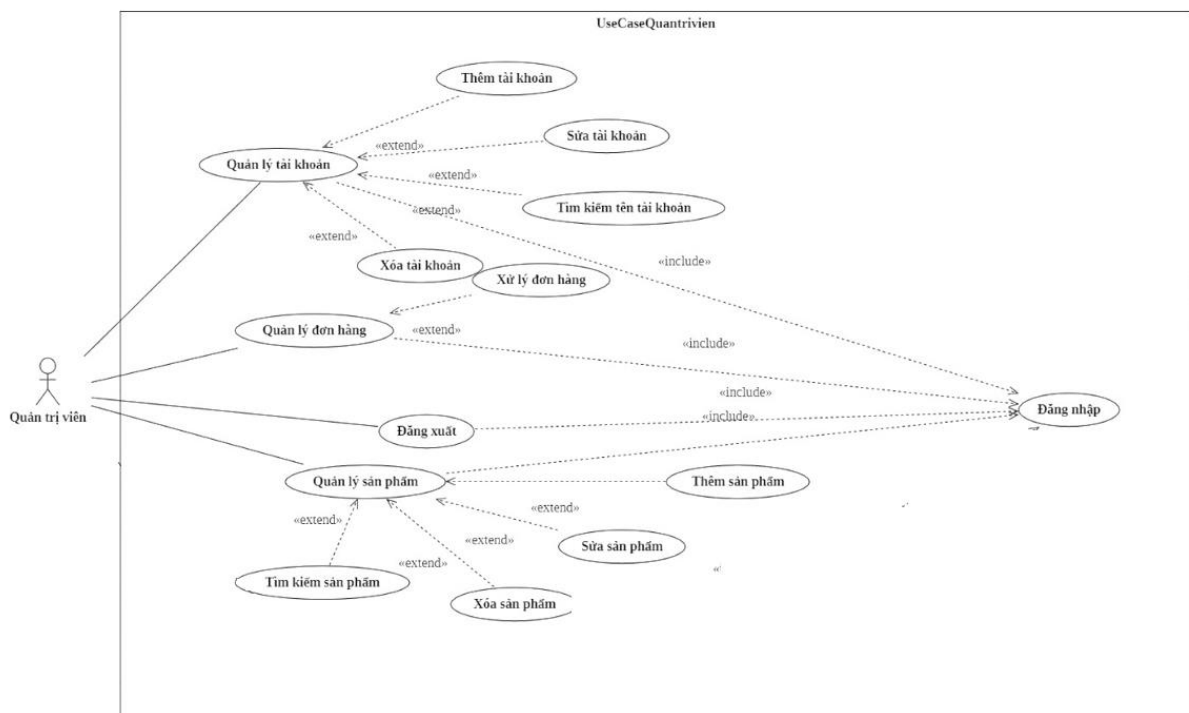 UseCaseQuantrivien
Thêm tài khoản
Sửa tài khoản
«extend»
Quản lý tài khoản
«extend»
Tìm kiếm tên tài khoản
«extend»
«extend»
Xóa tài khoản
«include»
Xử lý đơn hàng
Quản lý đơn hàng
«extend»
«include»
«include»
Đăng nhập
Quản trị viên
«include»
Đăng xuất
Quản lý sản phẩm
Thêm sản phẩm
«extend»
«extend»
«extend»
Sửa sản phẩm
«extend»
Tìm kiếm sản phẩm
Xóa sản phẩm